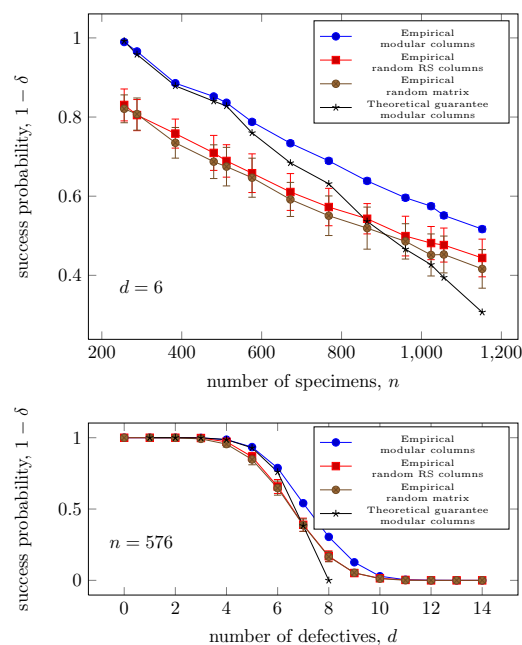 1
0.8
0.6
0.4
success probability, 1 − δ
Empirical
modular columns
Empirical
random RS columns
Empirical
random matrix
Theoretical guarantee
modular columns
d = 6
200
400
600
800
1,000
1,200
number of specimens, n
1
0.5
0
success probability, 1 − δ
Empirical
modular columns
Empirical
random RS columns
Empirical
random matrix
Theoretical guarantee
modular columns
n = 576
0
2
4
6
8
10
12
14
number of defectives, d